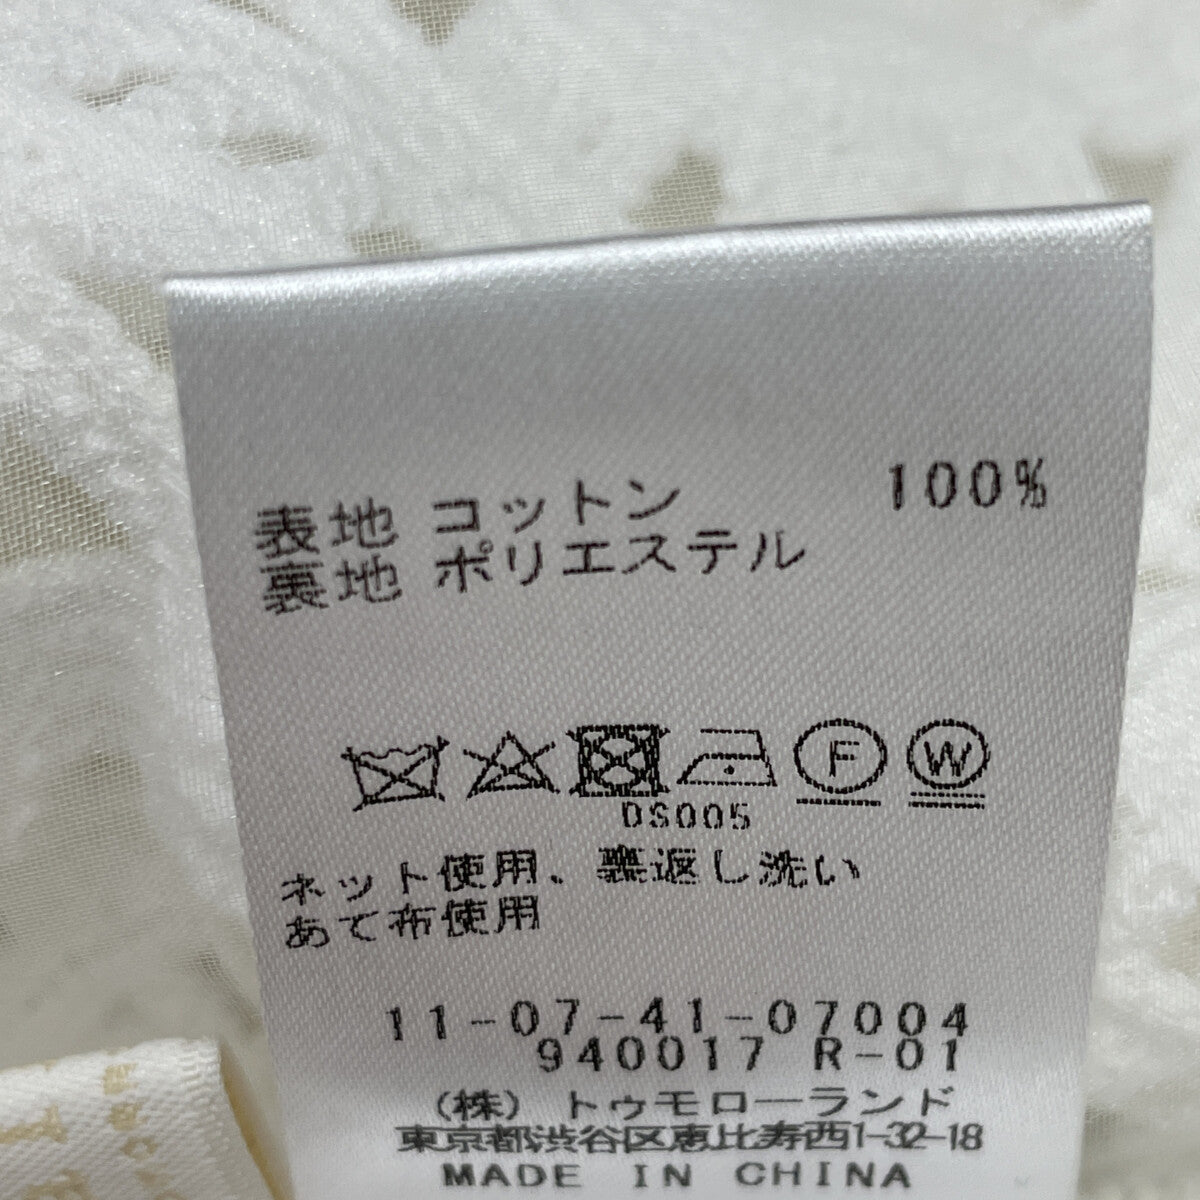 表地 コットン 100%
裏地 ポリエステル
F W
DS005
ネット使用、裏返し洗い
あて布使用
11-07-41-07004
940017 R-01
(株) トゥモローランド
東京都渋谷区恵比寿西1-32-18
MADE IN CHINA